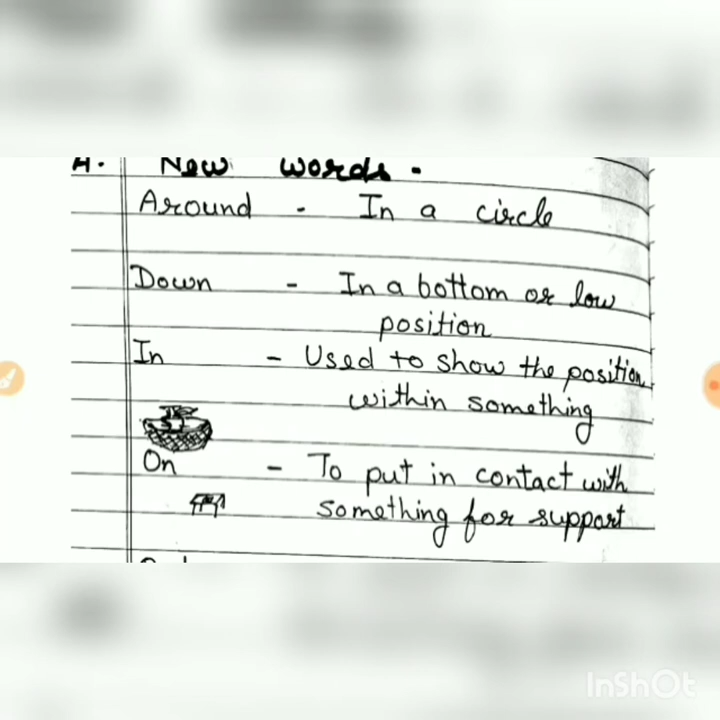 A. New words -
Around - In a circle
Down - In a bottom or low
position
In - Used to show the position
within something
On - To put in contact with
something for support
InShOt